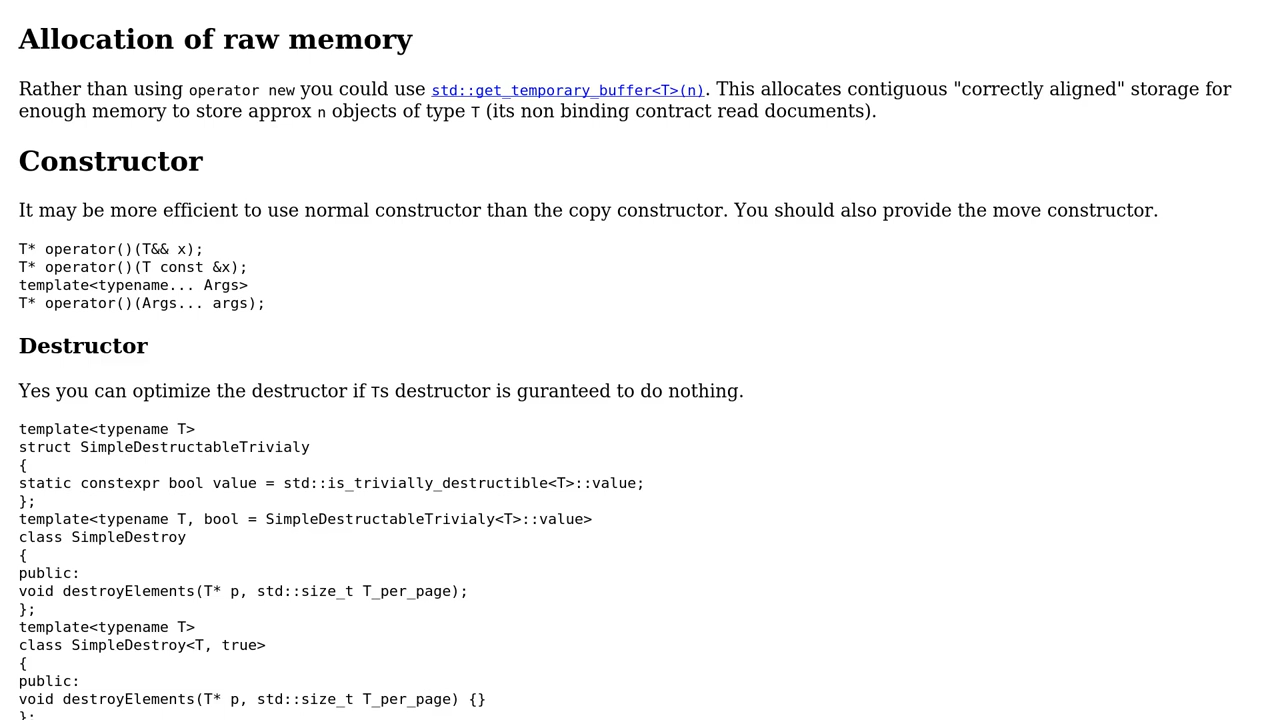 Allocation of raw memory
Rather than using operator new you could use std::get_temporary_buffer<T>(n). This allocates contiguous "correctly aligned" storage for
enough memory to store approx n objects of type T (its non binding contract read documents).
Constructor
It may be more efficient to use normal constructor than the copy constructor. You should also provide the move constructor.
T* operator()(T&& x);
T* operator()(T const &x);
template<typename... Args>
T* operator()(Args... args);
Destructor
Yes you can optimize the destructor if Ts destructor is guranteed to do nothing.
template<typename T>
struct SimpleDestructableTrivialy
{
static constexpr bool value = std::is_trivially_destructible<T>::value;
};
template<typename T, bool = SimpleDestructableTrivialy<T>::value>
class SimpleDestroy
{
public:
void destroyElements(T* p, std::size_t T_per_page);
};
template<typename T>
class SimpleDestroy<T, true>
{
public:
void destroyElements(T* p, std::size_t T_per_page) {}
};